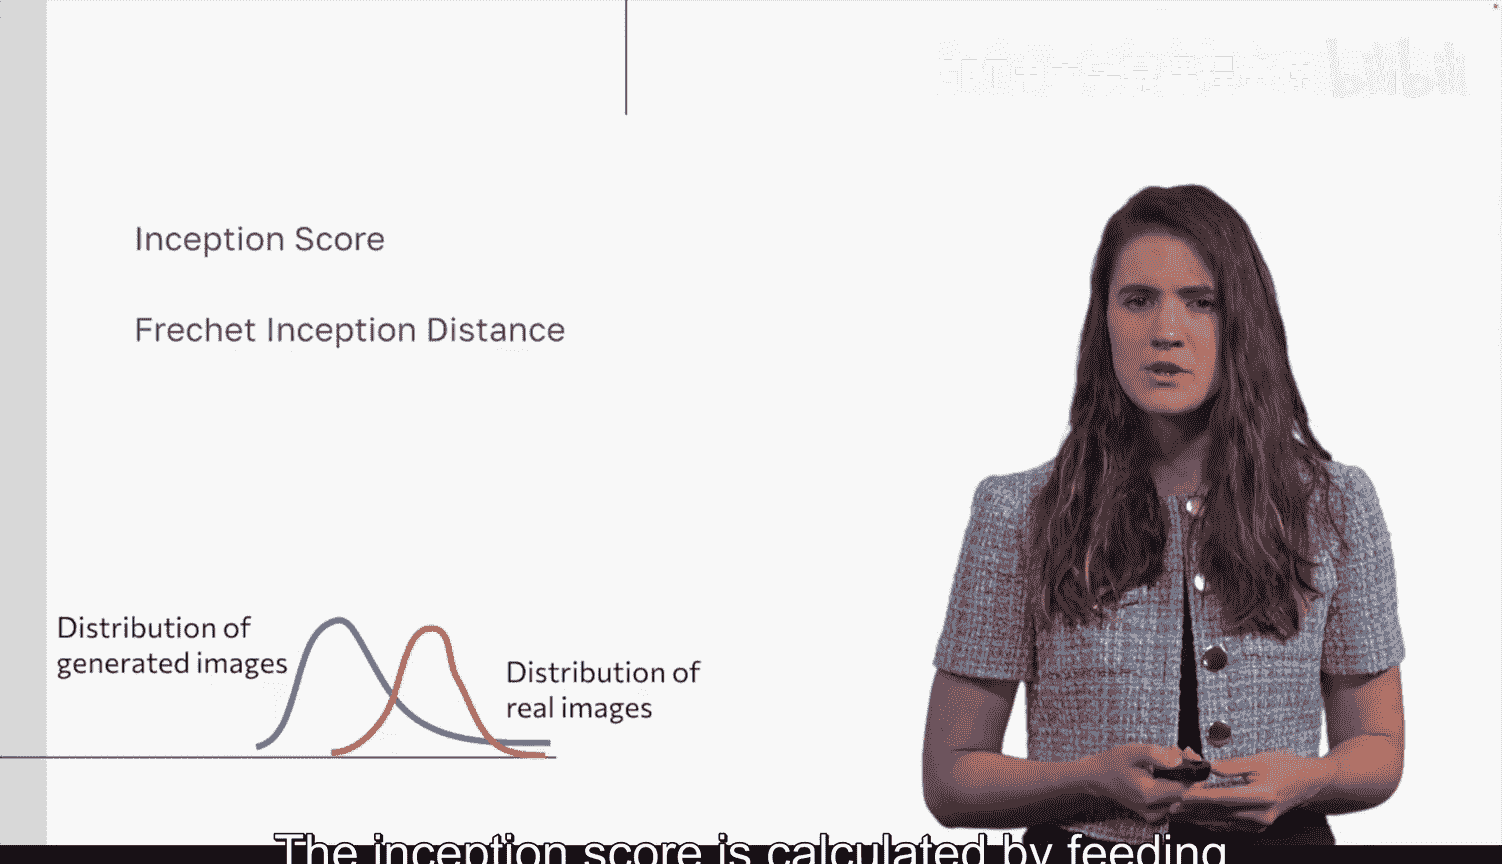 bilibili
Inception Score
Frechet Inception Distance
Distribution of
generated images
Distribution of
real images
The inception score is calculated by feeding